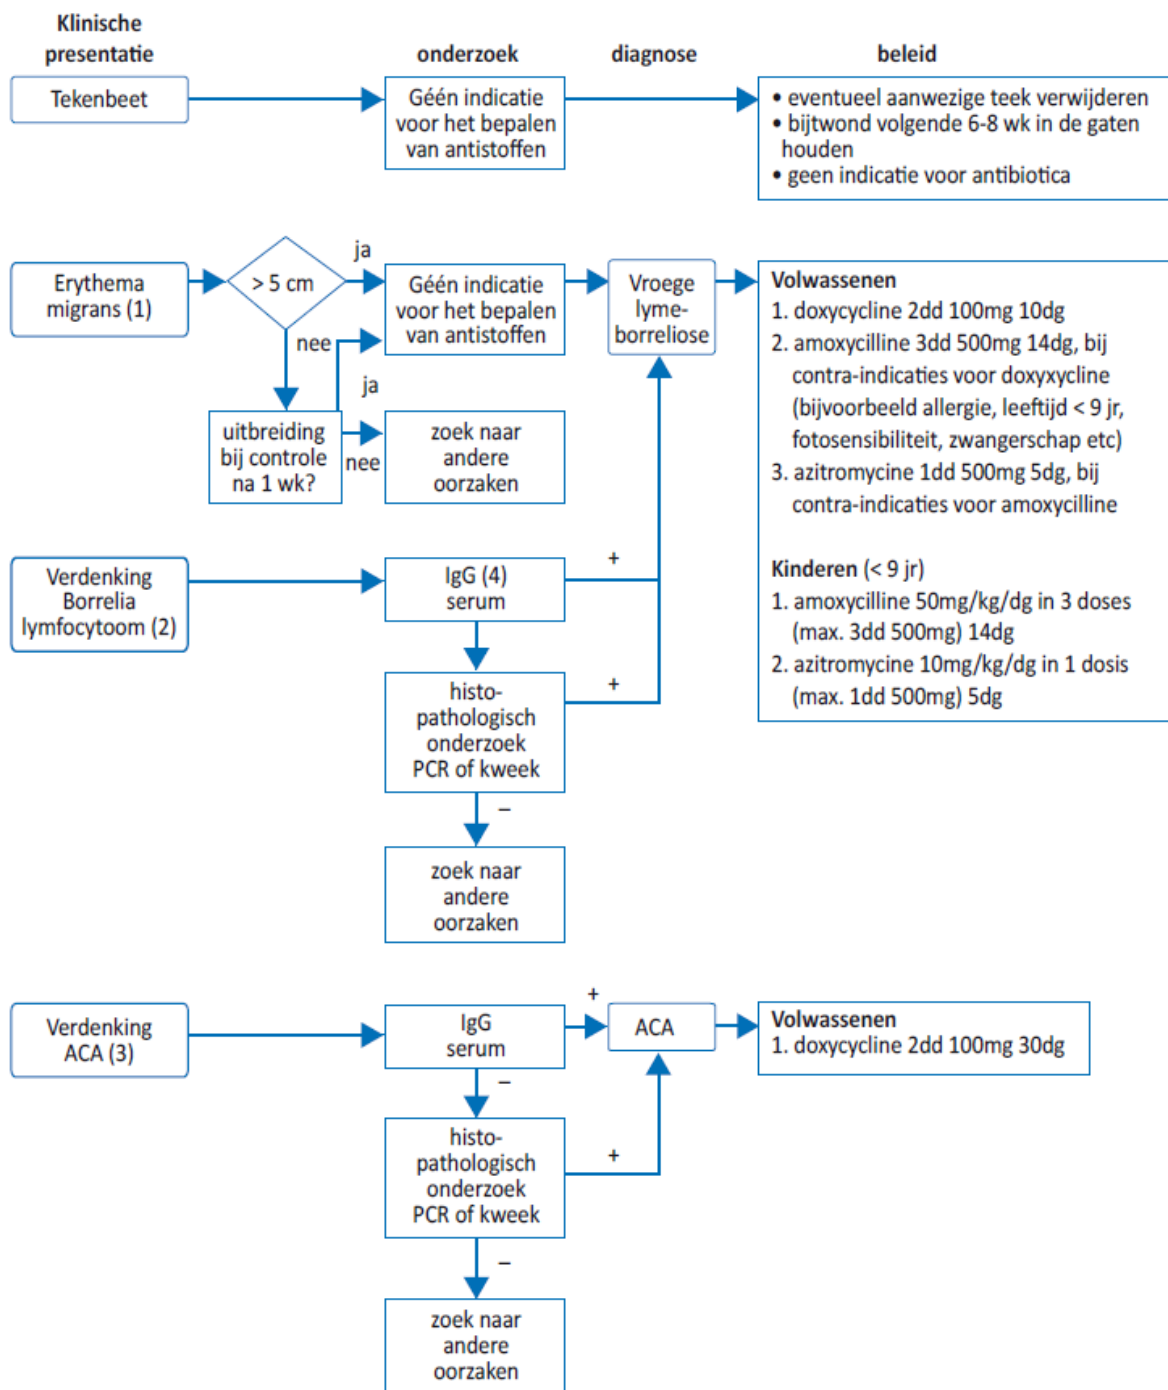 Klinische
presentatie
onderzoek
diagnose
beleid
Tekenbeet
Géén indicatie
voor het bepalen
van antistoffen
• eventueel aanwezige teek verwijderen
• bijtwond volgende 6-8 wk in de gaten
houden
• geen indicatie voor antibiotica
Erythema
migrans (1)
> 5 cm
ja
nee
Géén indicatie
voor het bepalen
van antistoffen
Vroege
lyme-
borreliose
uitbreiding
bij controle
na 1 wk?
ja
nee
zoek naar
andere
oorzaken
Volwassenen
1. doxycycline 2dd 100mg 10dg
2. amoxycilline 3dd 500mg 14dg, bij
contra-indicaties voor doxyxycline
(bijvoorbeeld allergie, leeftijd < 9 jr,
fotosensibiliteit, zwangerschap etc)
3. azitromycine 1dd 500mg 5dg, bij
contra-indicaties voor amoxycilline
Kinderen (< 9 jr)
1. amoxycilline 50mg/kg/dg in 3 doses
(max. 3dd 500mg) 14dg
2. azitromycine 10mg/kg/dg in 1 dosis
(max. 1dd 500mg) 5dg
Verdenking
Borrelia
lymfocytoom (2)
IgG (4)
serum
+
histo-
pathologisch
onderzoek
PCR of kweek
+
–
zoek naar
andere
oorzaken
Verdenking
ACA (3)
IgG
serum
+
–
ACA
Volwassenen
1. doxycycline 2dd 100mg 30dg
histo-
pathologisch
onderzoek
PCR of kweek
+
–
zoek naar
andere
oorzaken